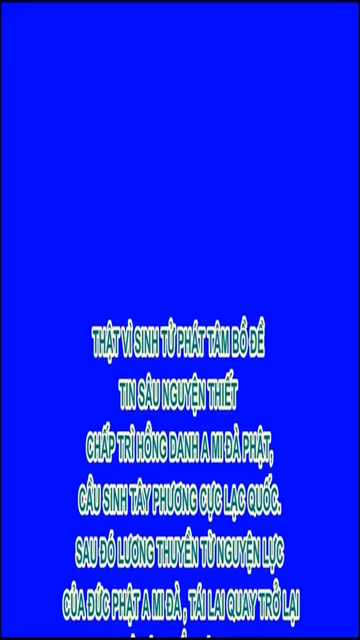 THẬT VÌ SINH TỬ PHÁT TÂM BỒ ĐỀ
TIN SÂU NGUYỆN THIẾT
CHẤP TRÌ HỒNG DANH A MI ĐÀ PHẬT,
CẦU SINH TÂY PHƯƠNG CỰC LẠC QUỐC.
SAU ĐÓ LƯƠNG THUYỀN TỪ NGUYỆN LỰC
CỦA ĐỨC PHẬT A MI ĐÀ , TÁI LAI QUAY TRỞ LẠI